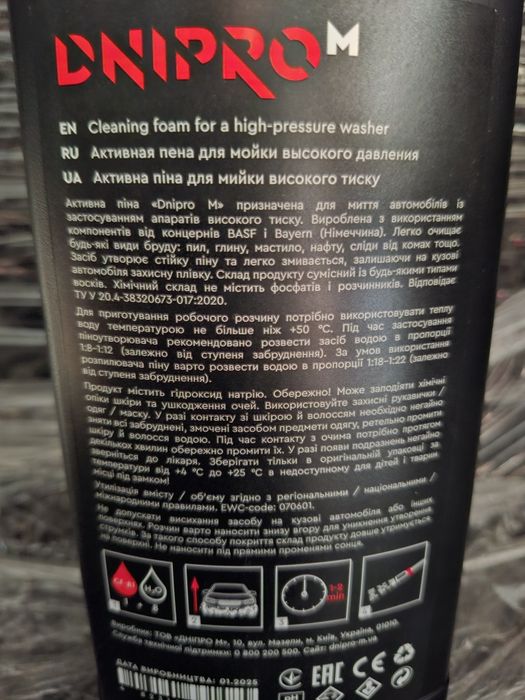 DNIPRO M
EN Cleaning foam for a high-pressure washer
RU Активная пена для мойки высокого давления
UA Активна піна для мийки високого тиску
Активна піна «Dnipro M» призначена для миття автомобілів із
застосуванням апаратів високого тиску. Вироблена з використанням
компонентів від концернів BASF і Bayern (Німеччина). Легко очищає
будь-які види бруду: пил, глину, мастило, нафту, сліди від комах тощо.
Засіб утворює стійку піну та легко змивається, залишаючи на кузові
автомобіля захисну плівку. Склад продукту сумісний із будь-якими типами
восків. Хімічний склад не містить фосфатів і розчинників. Відповідає
ТУ У 20.4-38320673-017:2020.
Для приготування робочого розчину потрібно використовувати теплу
воду температурою не більше ніж +50 °C. Під час застосування
піноутворювача рекомендовано розвести засіб водою в пропорції
1:8-1:12 (залежно від ступеня забруднення). За умов використання
розпилювача піну варто розвести водою в пропорції 1:18-1:22 (залежно
від ступеня забруднення).
Продукт містить гідроксид натрію. Обережно! Може заподіяти хімічні
опіки шкіри та ушкодження очей. Використовуйте захисні рукавички /
одяг / маску. У разі контакту зі шкірою й волоссям необхідно негайно
зняти всі забруднені, змочені засобом предмети одягу, ретельно промити
шкіру й волосся водою. Під час контакту з очима потрібно протягом
декількох хвилин обережно промити їх. У разі появи подразнень негайно
зверніться до лікаря. Зберігати тільки в оригінальній упаковці за
температури від +4 °C до +25 °C в недоступному для дітей і тварин
місці під замком!
Утилізація вмісту / об'єму згідно з регіональними / національними /
міжнародними правилами. EWC-code: 070601.
Не допускати висихання засобу на кузові автомобіля або інших
поверхнях. Розчин варто наносити знизу вгору для уникнення утворення
струмків. За такого способу покриття склад продукту довше утримується
на поверхні. Не наносити під прямими променями сонця.
H₂O
1
2
1-2
min
3
4
Виробник: ТОВ «ДНІПРО М», 10, вул. Мазепи, м. Київ, Україна, 01010.
Служба технічної підтримки: 0 800 200 500. Сайт: dnipro-m.ua.
ДАТА ВИРОБНИЦТВА: 01.2025
EAC CE
pH